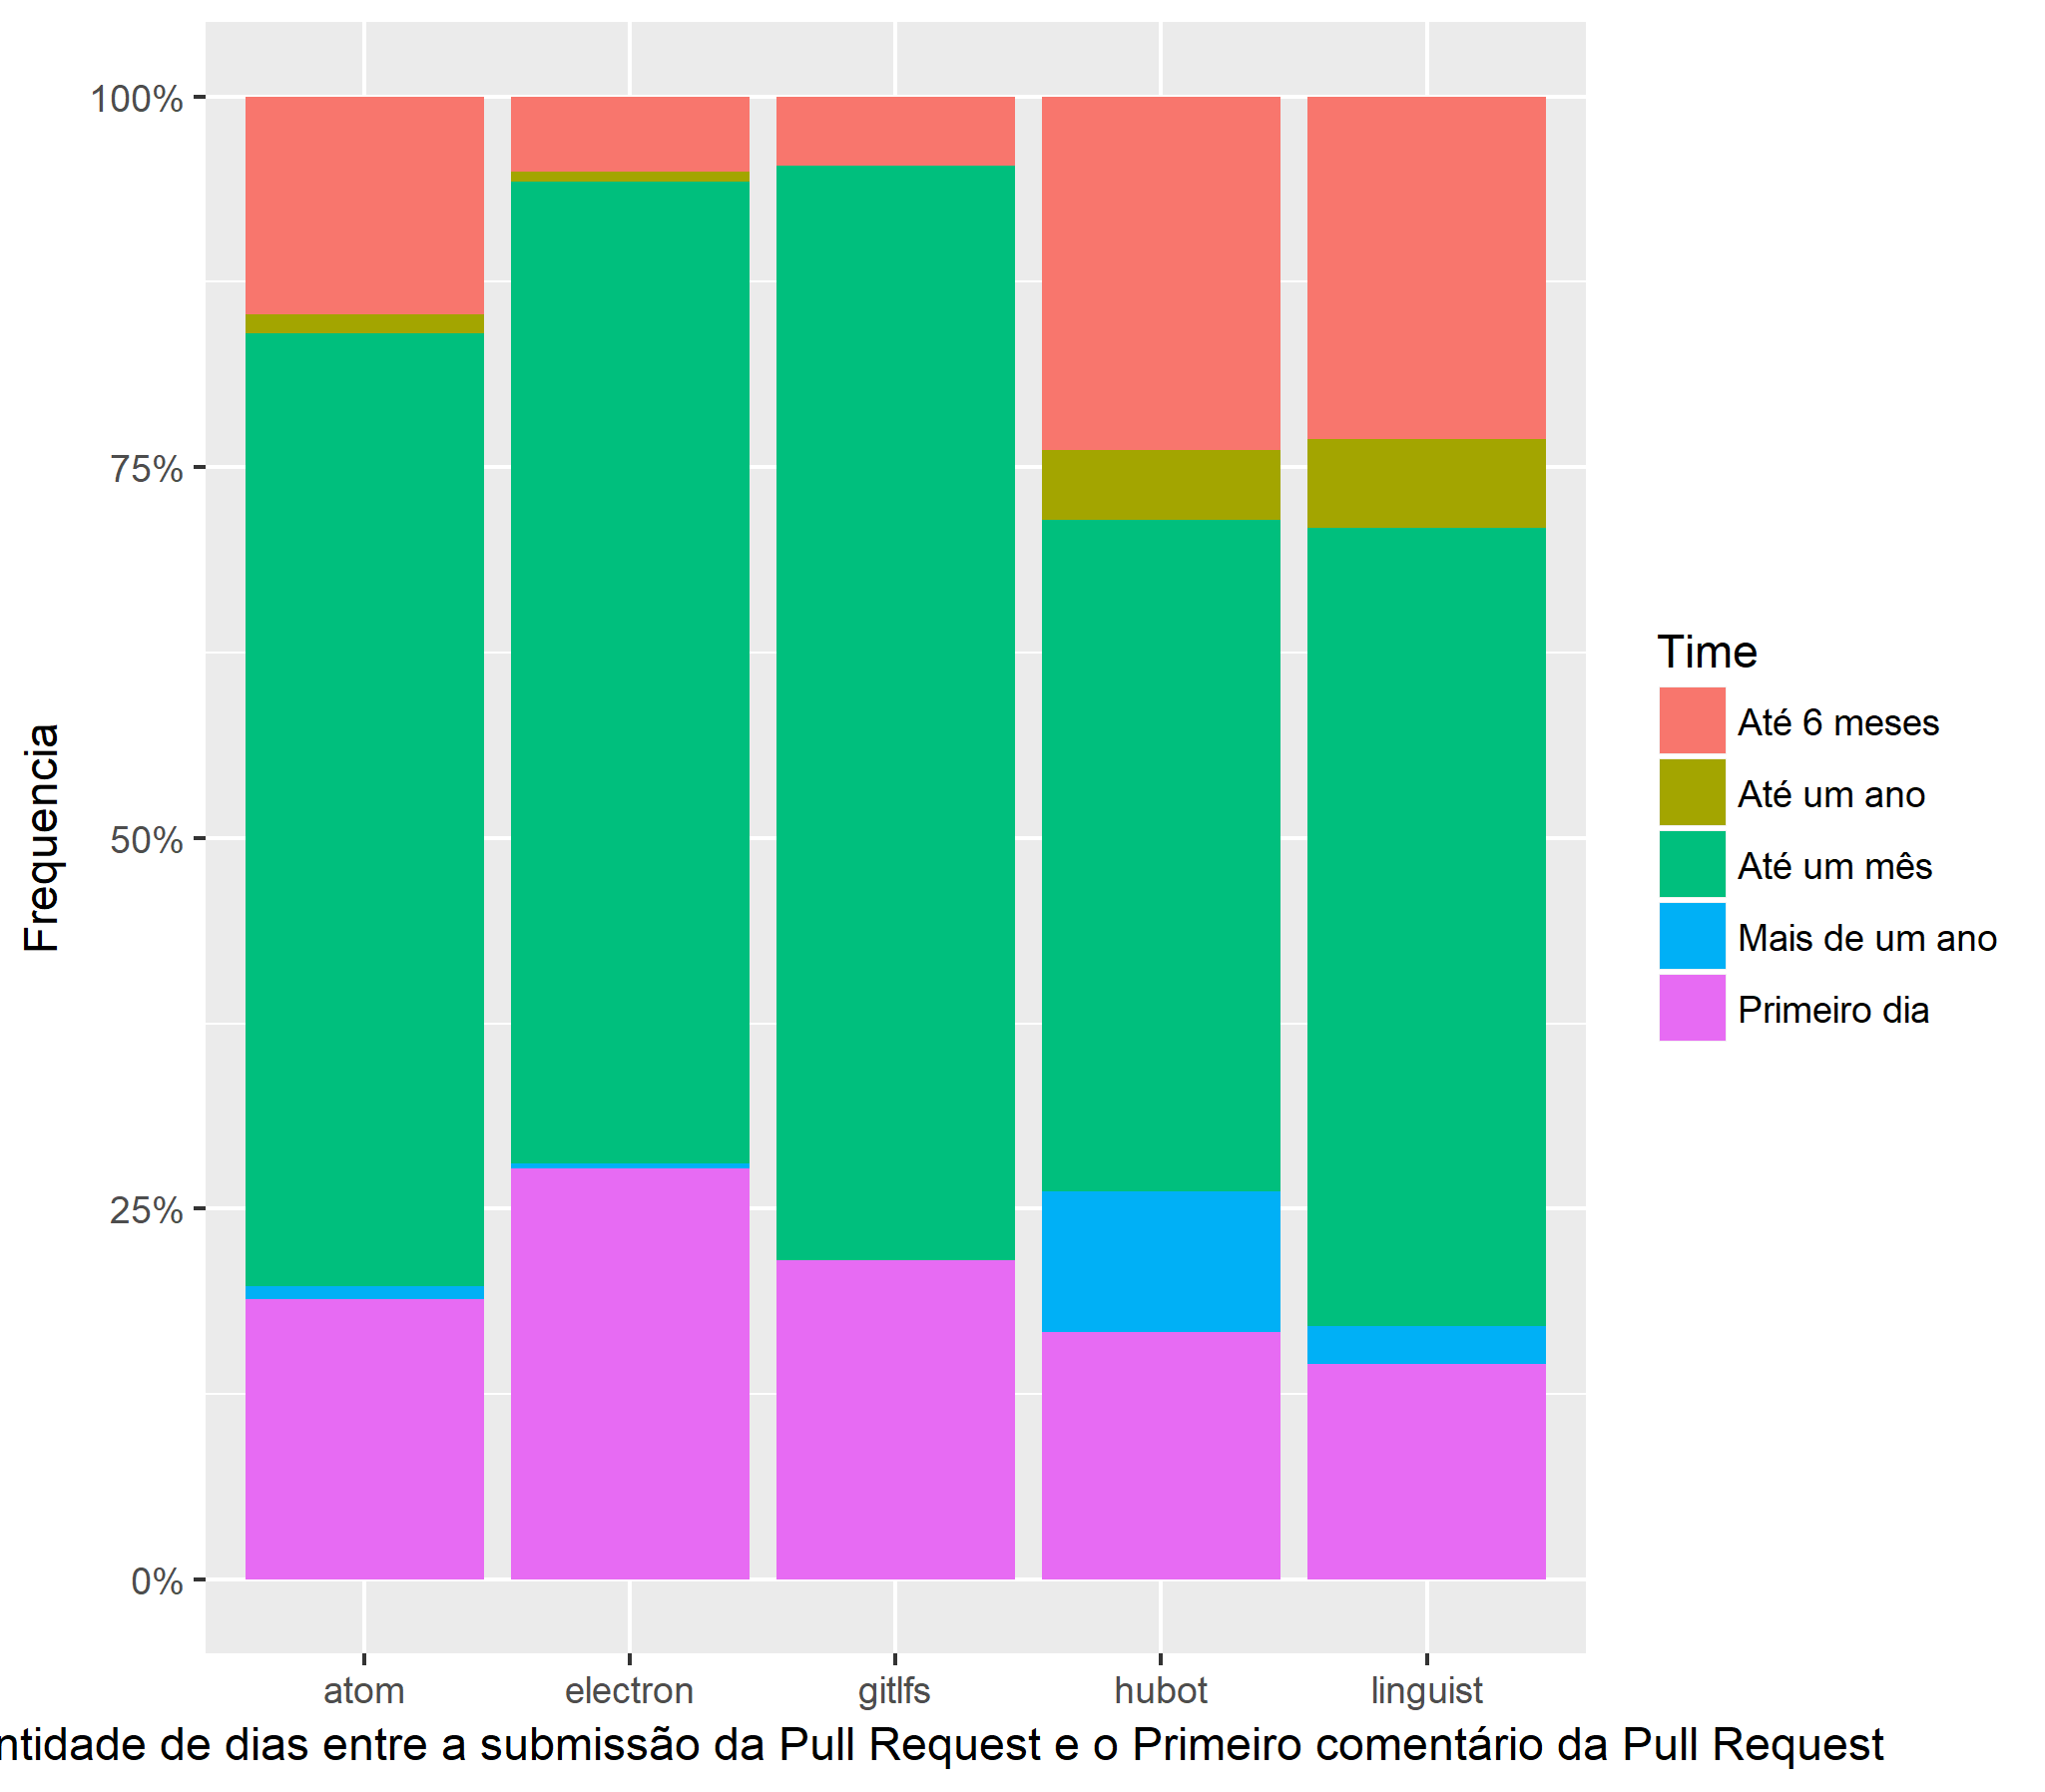 100%
75%
50%
25%
0%
Frequencia
atom electron gitlfs hubot linguist
de dias entre a submissão da Pull Request e o Primeiro comentário da Pull Request
Time
Até 6 meses
Até um ano
Até um mês
Mais de um ano
Primeiro dia